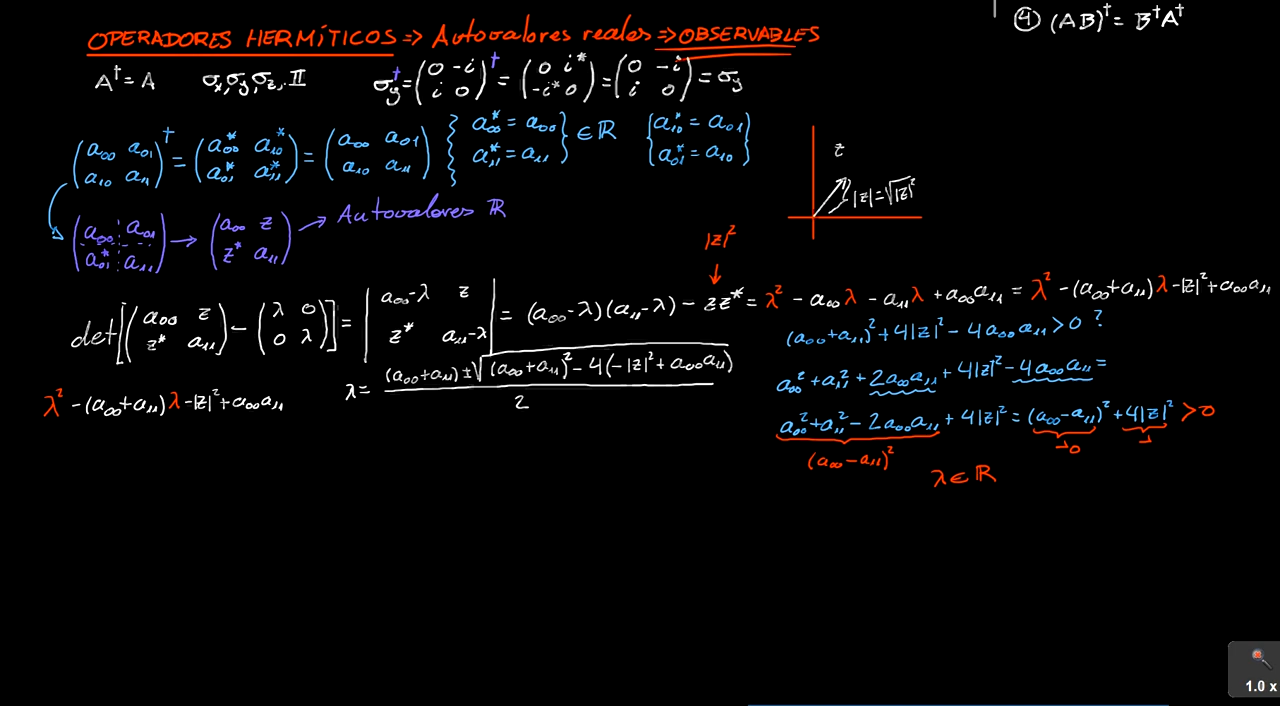 ④ (AB)† = B†A†
OPERADORES HERMÍTICOS ⇒ Autovalores reales ⇒ OBSERVABLES
A† = A    σx, σy, σz, 𝕀    σy† = (0 -i; i 0)† = (0 i*; -i* 0) = (0 -i; i 0) = σy
(a00 a01; a10 a11)† = (a00* a10*; a01* a11*) = (a00 a01; a10 a11) { a00* = a00; a11* = a11 } ∈ ℝ { a10* = a01; a01* = a10 }
z
|z| = √|z|²
(a00 a01; a01* a11) → (a00 z; z* a11) → Autovalores ℝ
|z|²
↓
det[(a00 z; z* a11) - (λ 0; 0 λ)] = |a00-λ z; z* a11-λ| = (a00-λ)(a11-λ) - zz* = λ² - a00λ - a11λ + a00a11 = λ² - (a00+a11)λ - |z|² + a00a11
λ² - (a00+a11)λ - |z|² + a00a11
λ = ((a00+a11) ± √((a00+a11)² - 4(-|z|² + a00a11))) / 2
(a00+a11)² + 4|z|² - 4a00a11 > 0 ?
a00² + a11² + 2a00a11 + 4|z|² - 4a00a11 =
a00² + a11² - 2a00a11 + 4|z|² = (a00-a11)² + 4|z|² > 0
(a00-a11)²
λ ∈ ℝ
1.0 x